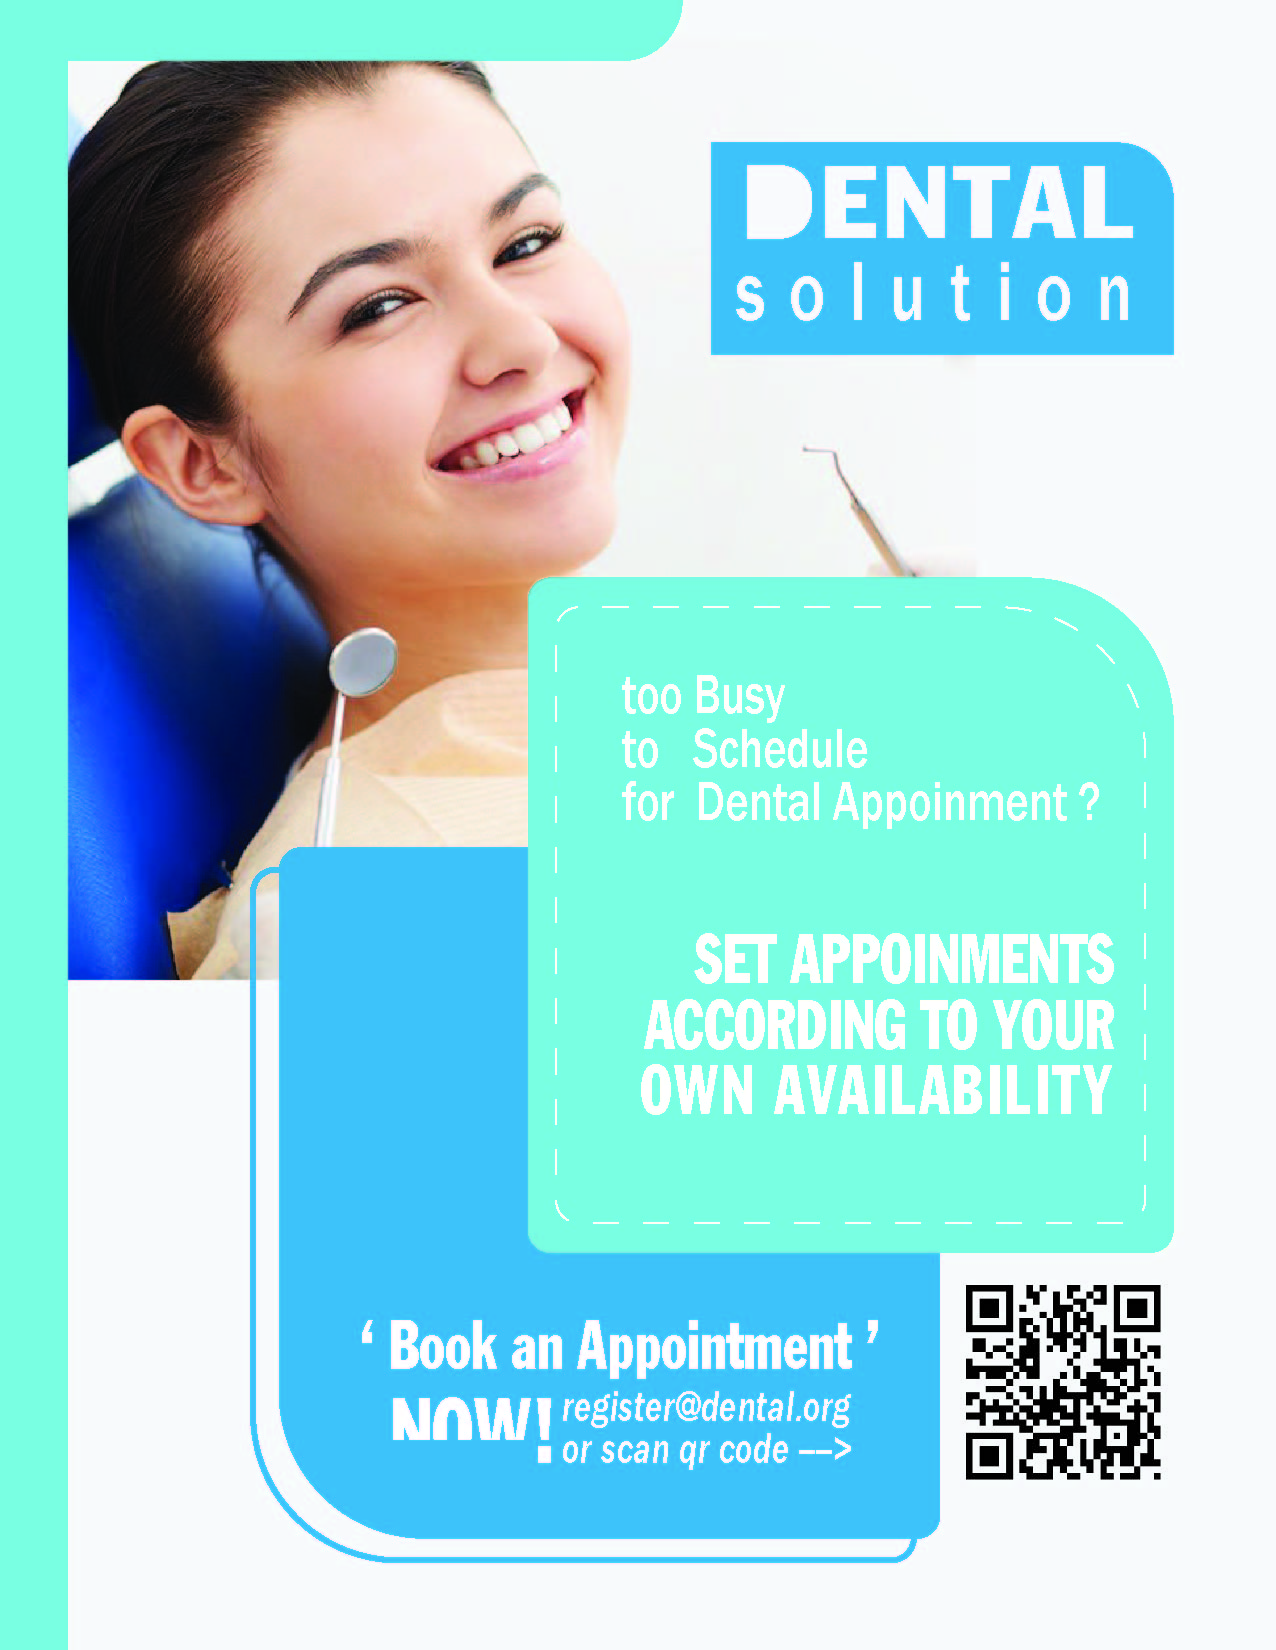 DENTAL
solution
too Busy
to Schedule
for Dental Appoinment ?
SET APPOINMENTS
ACCORDING TO YOUR
OWN AVAILABILITY
‘ Book an Appointment ’
NOW!
register@dental.org
or scan qr code —–>